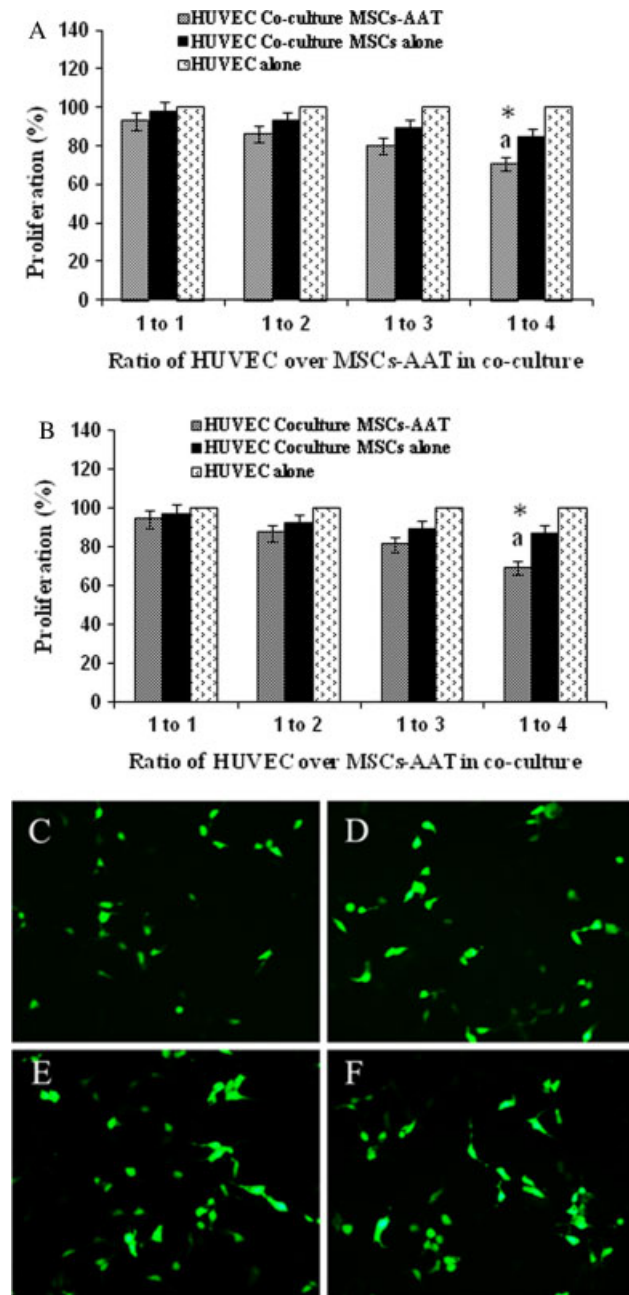 A
HUVEC Co-culture MSCs-AAT
HUVEC Co-culture MSCs alone
HUVEC alone
Proliferation (%)
140
120
100
80
60
40
20
0
*
a
1 to 1 1 to 2 1 to 3 1 to 4
Ratio of HUVEC over MSCs-AAT in co-culture
B
HUVEC Coculture MSCs-AAT
HUVEC Coculture MSCs alone
HUVEC alone
Proliferation (%)
140
120
100
80
60
40
20
0
*
a
1 to 1 1 to 2 1 to 3 1 to 4
Ratio of HUVEC over MSCs-AAT in co-culture
C D
E F